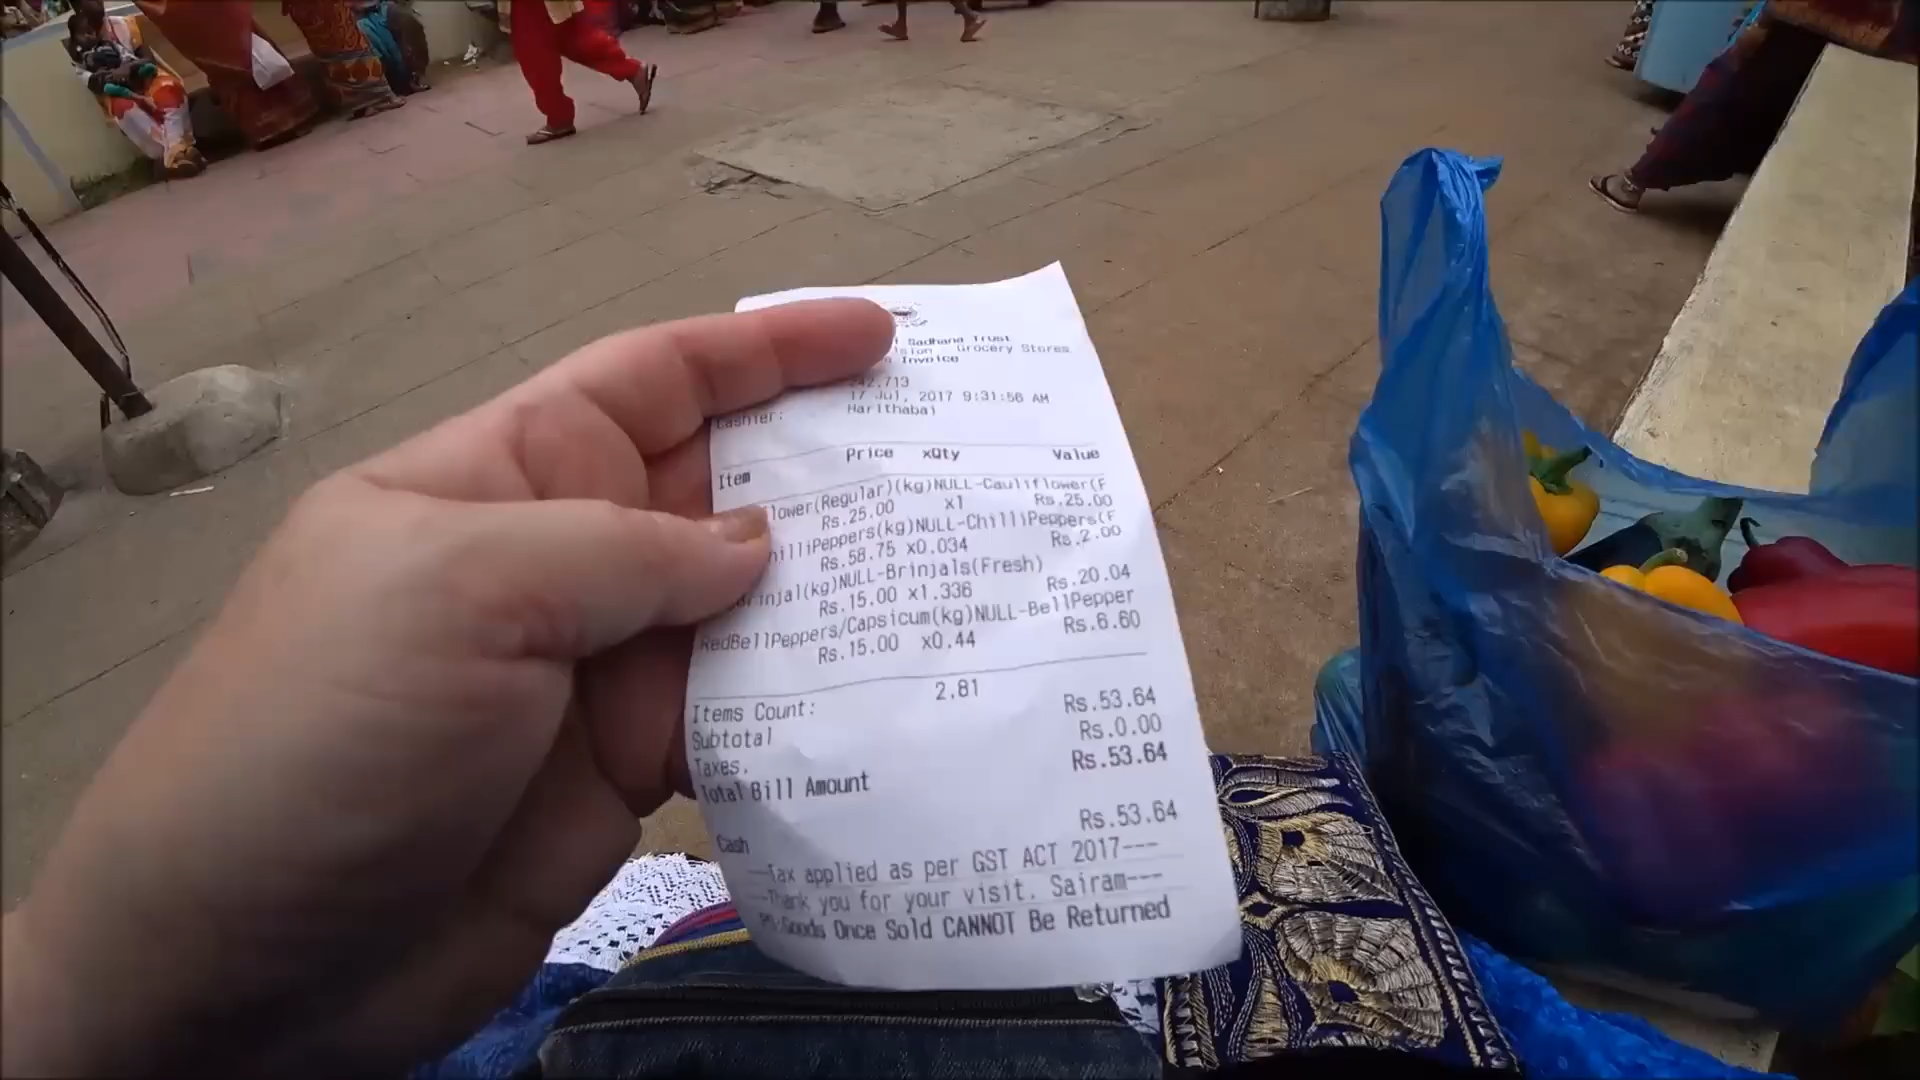 Sadhana Trust
Grocery Stores
Invoice
42,713
17 Jul, 2017 9:31:56 AM
Cashier: Harithabai
Item Price xQty Value
flower(Regular)(kg)NULL-Cauliflower(F
Rs.25.00 x1 Rs.25.00
hilliPeppers(kg)NULL-ChilliPeppers(F
Rs.58.75 x0.034 Rs.2.00
Brinjal(kg)NULL-Brinjals(Fresh)
Rs.15.00 x1.336 Rs.20.04
RedBellPeppers/Capsicum(kg)NULL-BellPepper
Rs.15.00 x0.44 Rs.6.60
Items Count: 2.81
Subtotal Rs.53.64
Taxes. Rs.0.00
Total Bill Amount Rs.53.64
Cash Rs.53.64
---Tax applied as per GST ACT 2017---
---Thank you for your visit. Sairam---
Goods Once Sold CANNOT Be Returned